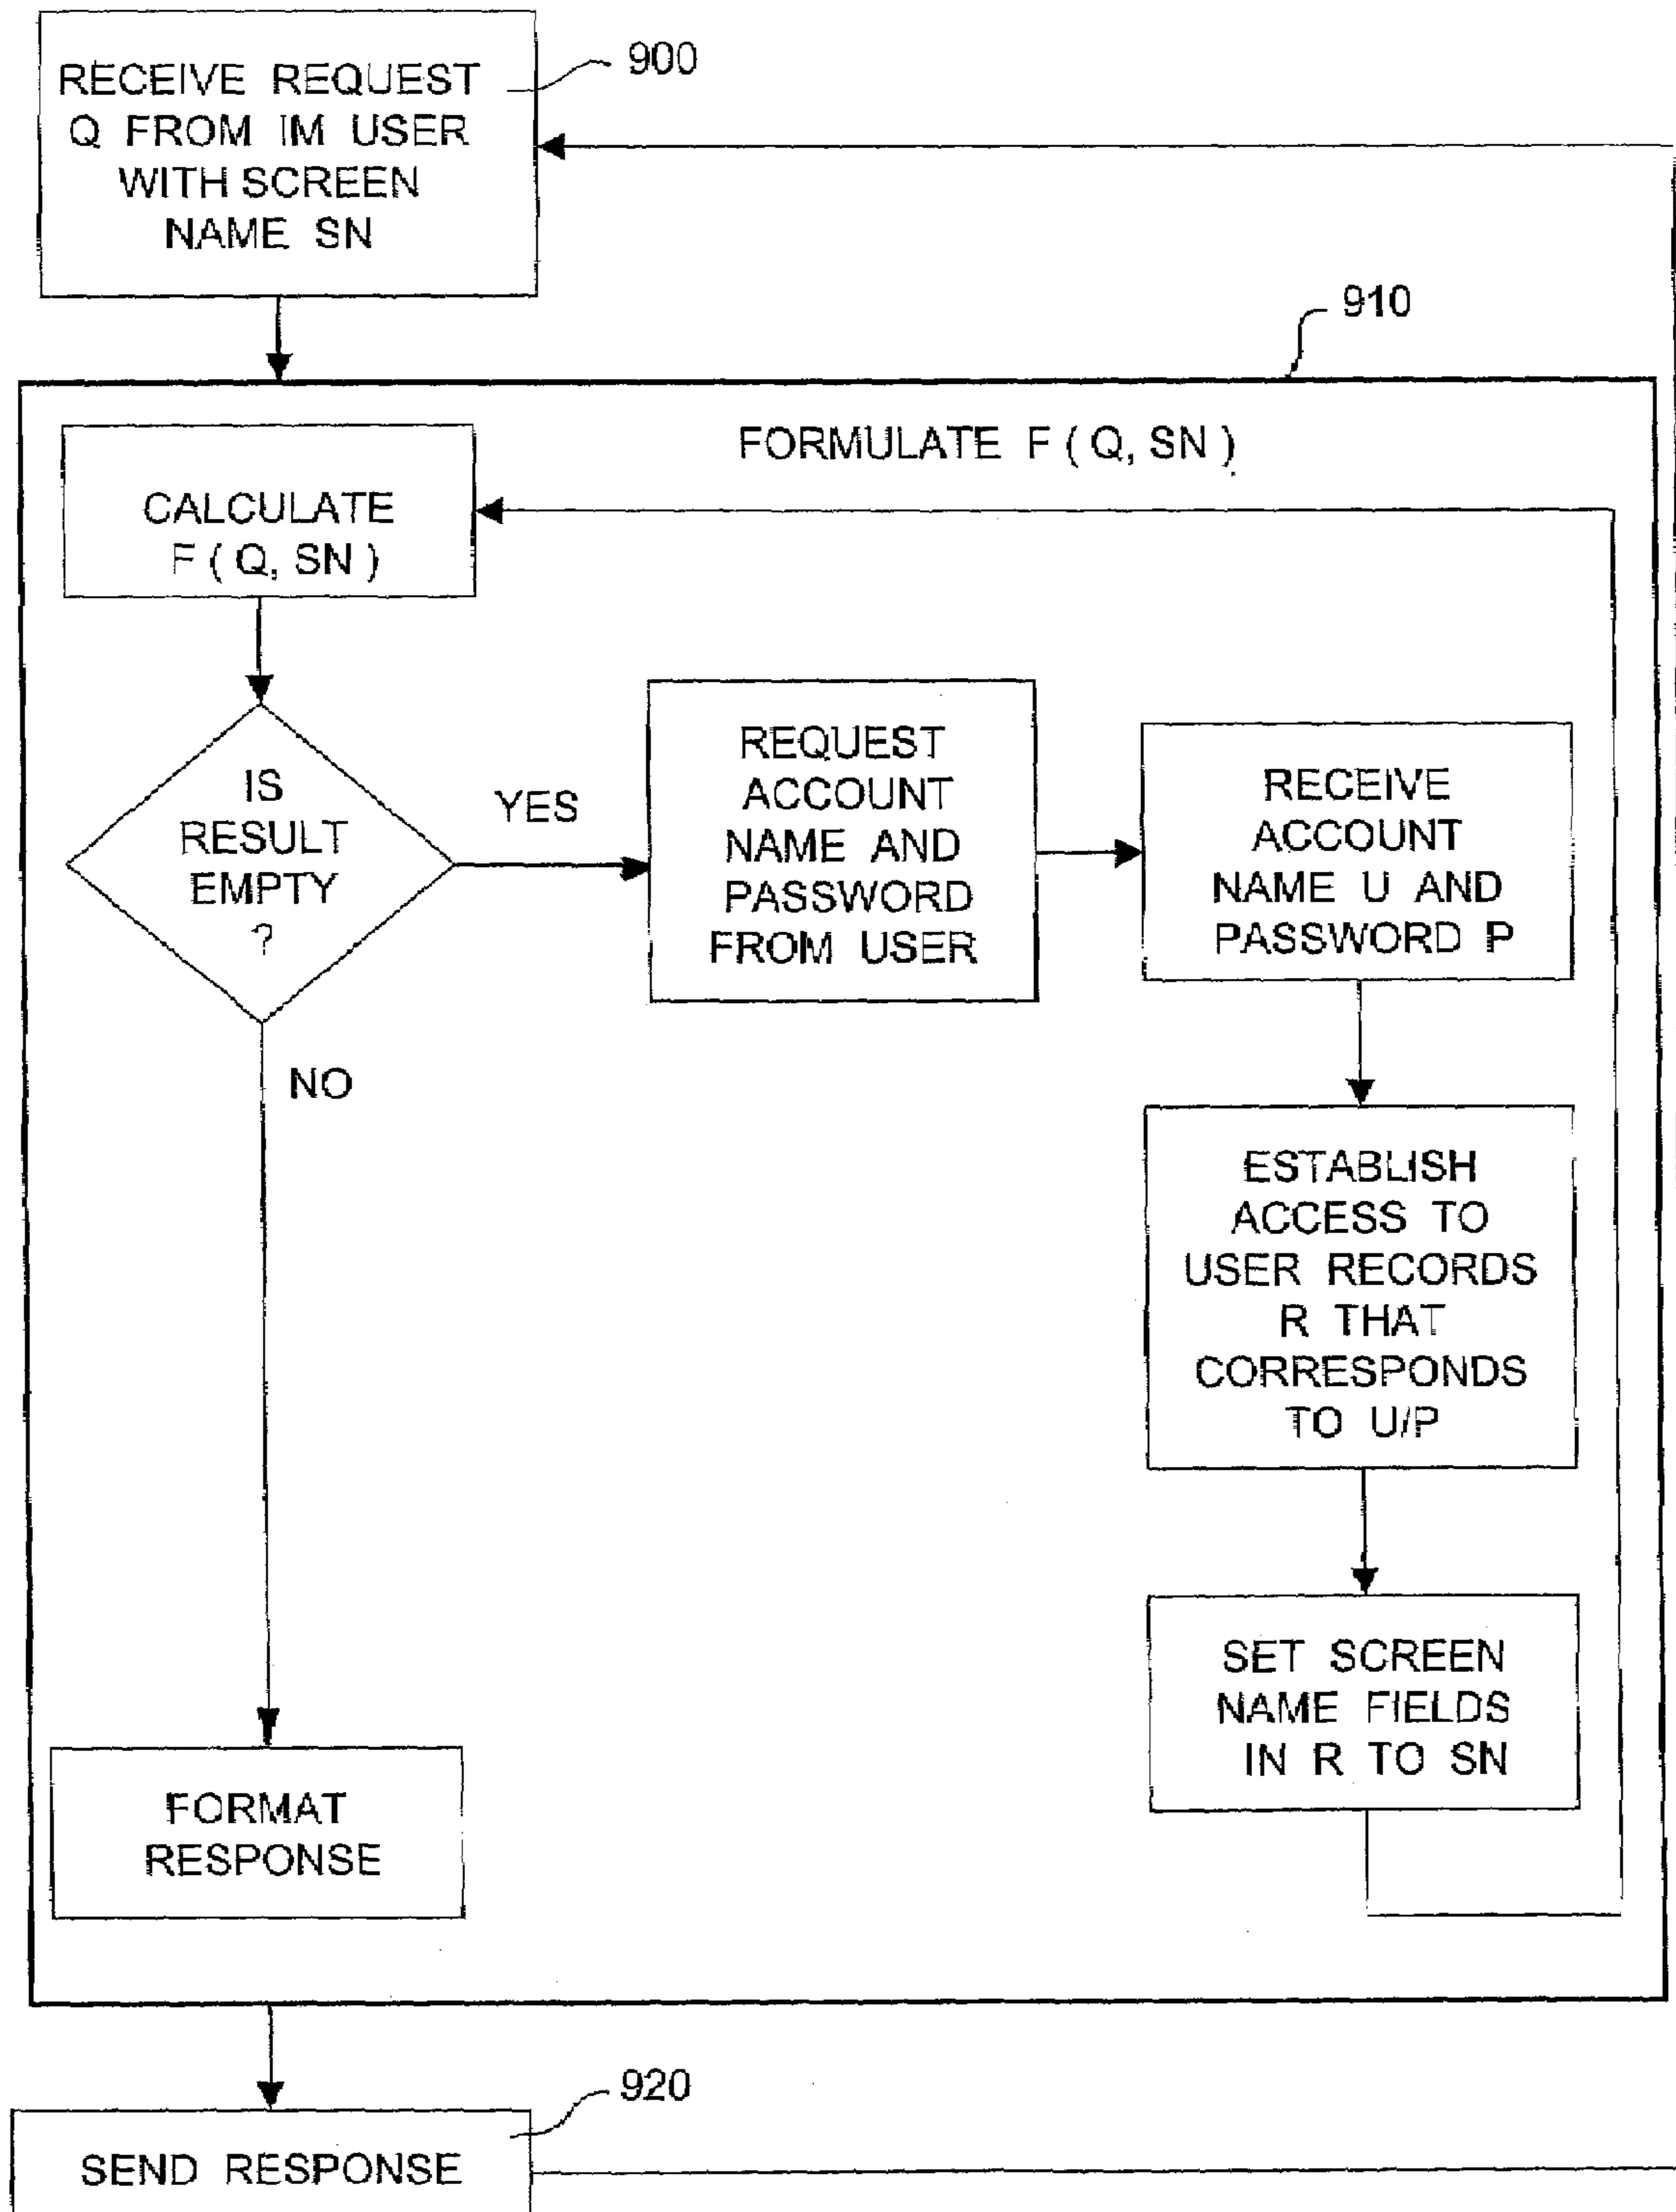 RECEIVE REQUEST
Q FROM IM USER
WITH SCREEN
NAME SN
900
910
FORMULATE F ( Q, SN )
CALCULATE
F ( Q, SN )
IS
RESULT
EMPTY
?
YES
NO
REQUEST
ACCOUNT
NAME AND
PASSWORD
FROM USER
RECEIVE
ACCOUNT
NAME U AND
PASSWORD P
ESTABLISH
ACCESS TO
USER RECORDS
R THAT
CORRESPONDS
TO U/P
SET SCREEN
NAME FIELDS
IN R TO SN
FORMAT
RESPONSE
920
SEND RESPONSE